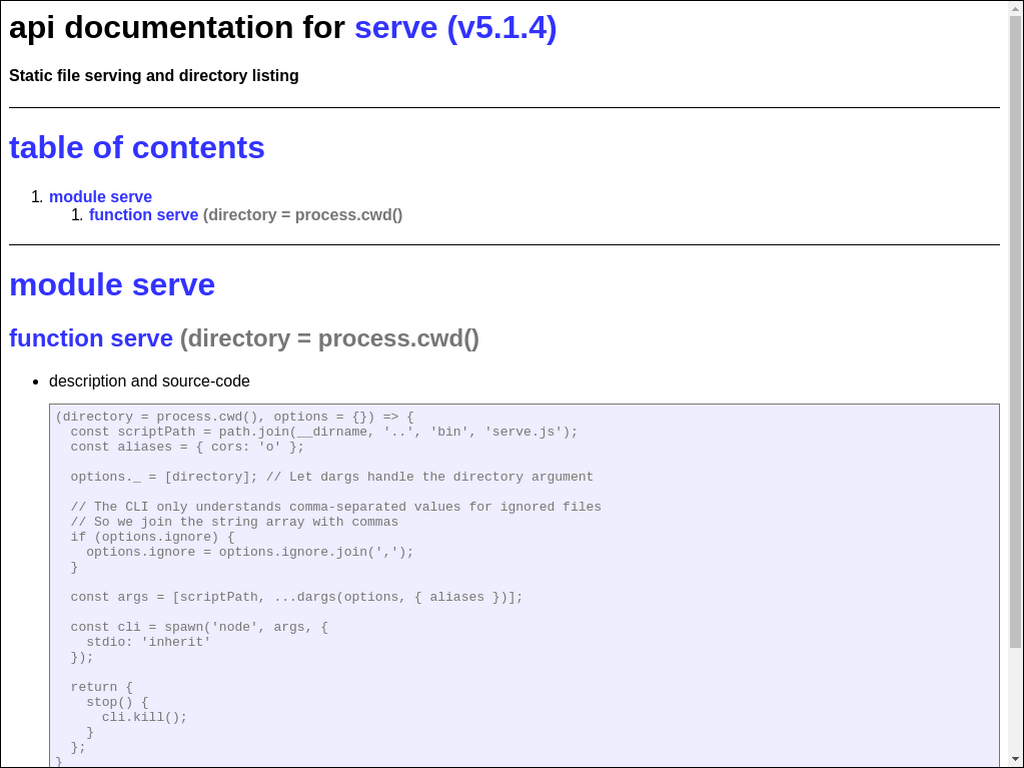 api documentation for serve (v5.1.4)
Static file serving and directory listing
table of contents
1. module serve
1. function serve (directory = process.cwd()
module serve
function serve (directory = process.cwd()
• description and source-code
(directory = process.cwd(), options = {}) => {
  const scriptPath = path.join(__dirname, '..', 'bin', 'serve.js');
  const aliases = { cors: 'o' };
  options._ = [directory]; // Let dargs handle the directory argument
  // The CLI only understands comma-separated values for ignored files
  // So we join the string array with commas
  if (options.ignore) {
    options.ignore = options.ignore.join(',');
  }
  const args = [scriptPath, ...dargs(options, { aliases })];
  const cli = spawn('node', args, {
    stdio: 'inherit'
  });
  return {
    stop() {
      cli.kill();
    }
  };
}